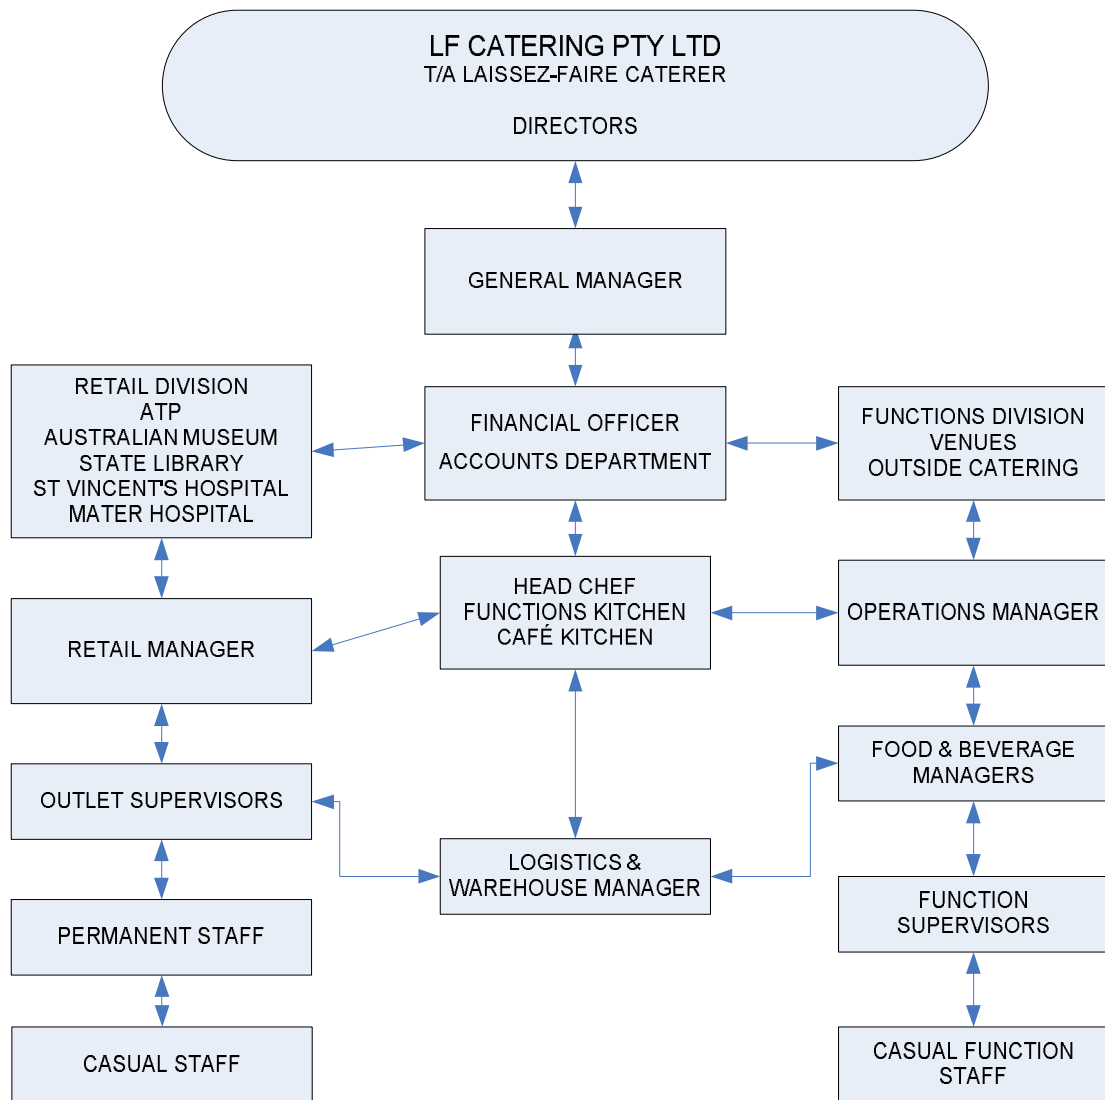 LF CATERING PTY LTD
T/A LAISSEZ-FAIRE CATERER
DIRECTORS
GENERAL MANAGER
RETAIL DIVISION
ATP
AUSTRALIAN MUSEUM
STATE LIBRARY
ST VINCENT'S HOSPITAL
MATER HOSPITAL
FINANCIAL OFFICER
ACCOUNTS DEPARTMENT
FUNCTIONS DIVISION
VENUES
OUTSIDE CATERING
HEAD CHEF
FUNCTIONS KITCHEN
CAFÉ KITCHEN
OPERATIONS MANAGER
RETAIL MANAGER
FOOD & BEVERAGE
MANAGERS
OUTLET SUPERVISORS
LOGISTICS &
WAREHOUSE MANAGER
FUNCTION
SUPERVISORS
PERMANENT STAFF
CASUAL STAFF
CASUAL FUNCTION
STAFF